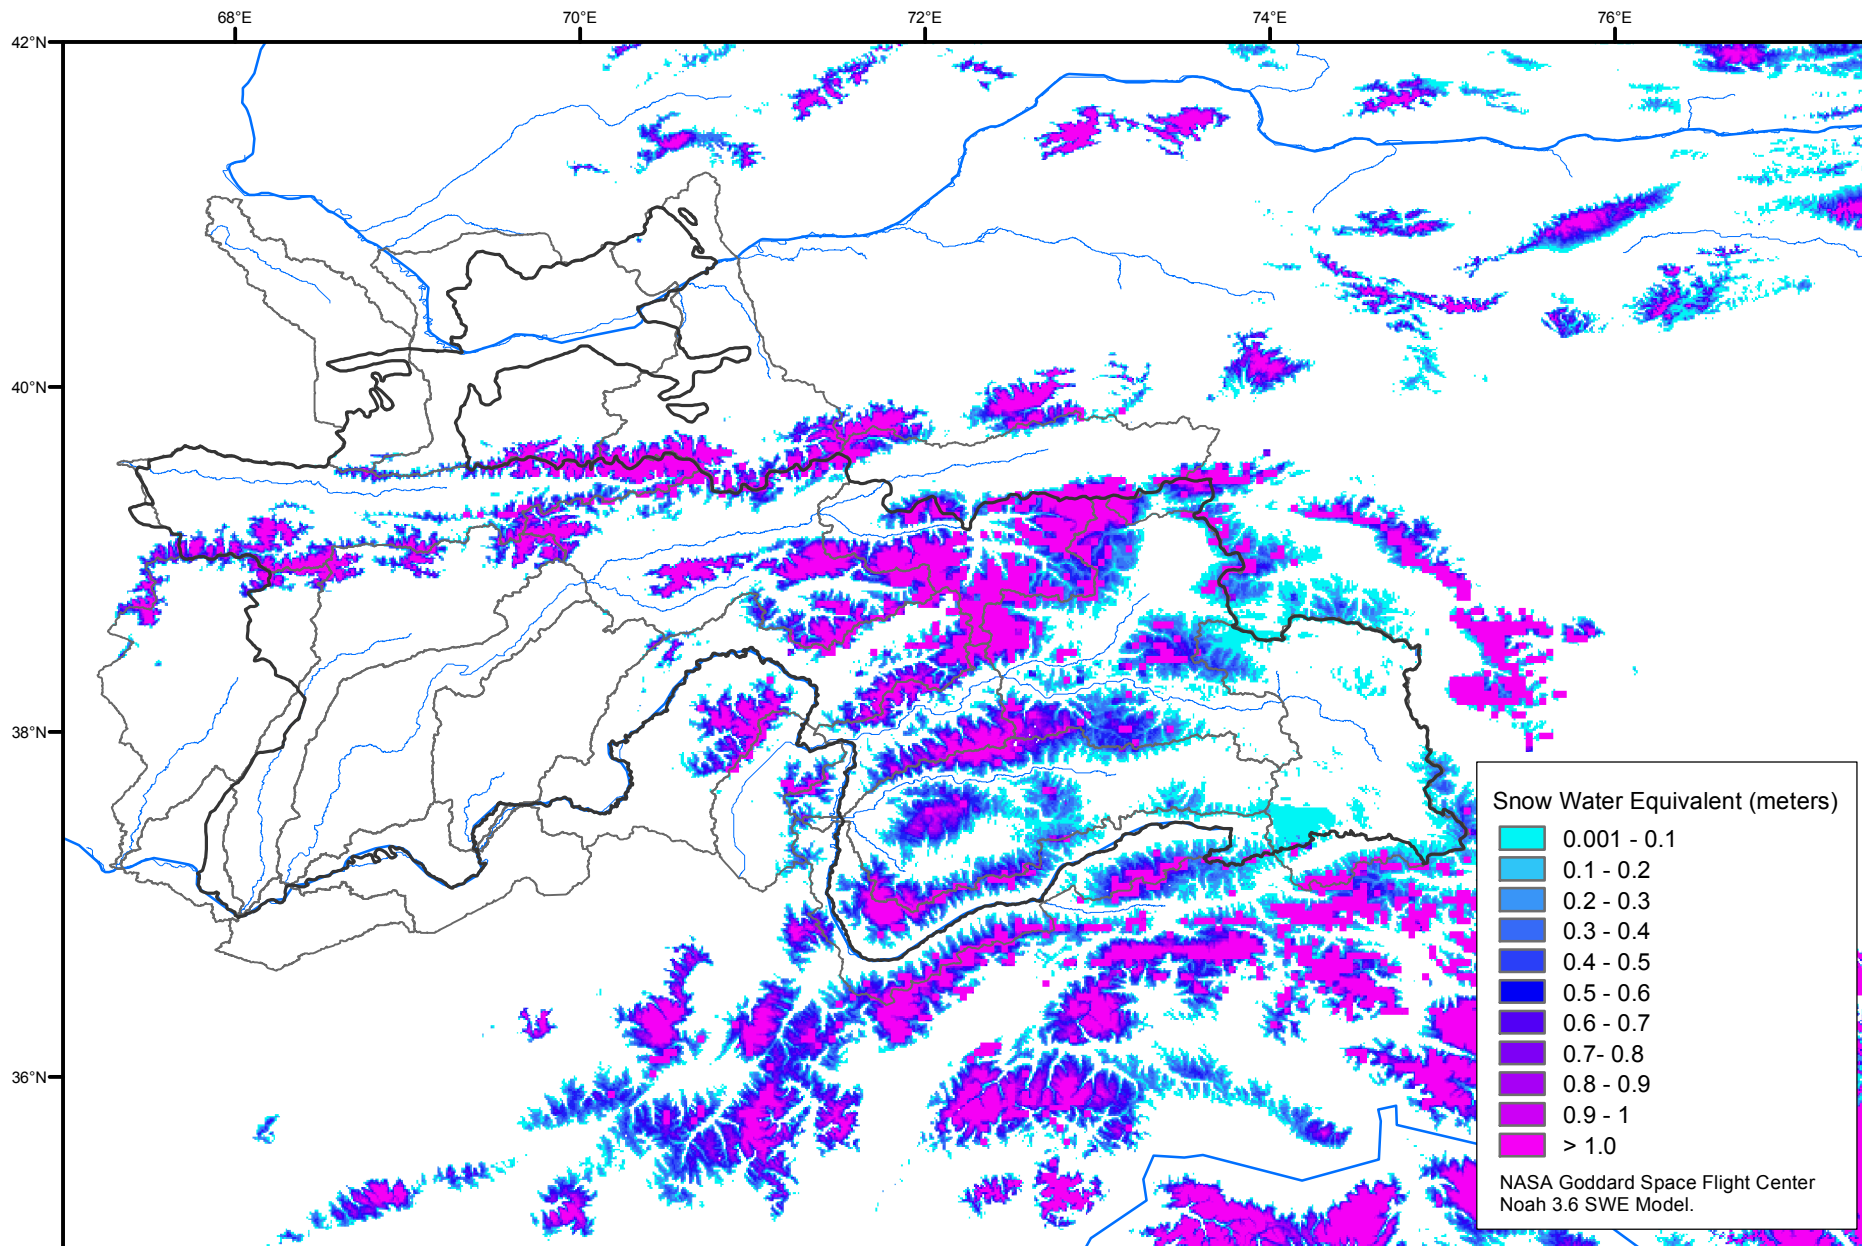 68°E 70°E 72°E 74°E 76°E
42°N
40°N
38°N
36°N
Snow Water Equivalent (meters)
0.001 - 0.1
0.1 - 0.2
0.2 - 0.3
0.3 - 0.4
0.4 - 0.5
0.5 - 0.6
0.6 - 0.7
0.7- 0.8
0.8 - 0.9
0.9 - 1
> 1.0
NASA Goddard Space Flight Center
Noah 3.6 SWE Model.